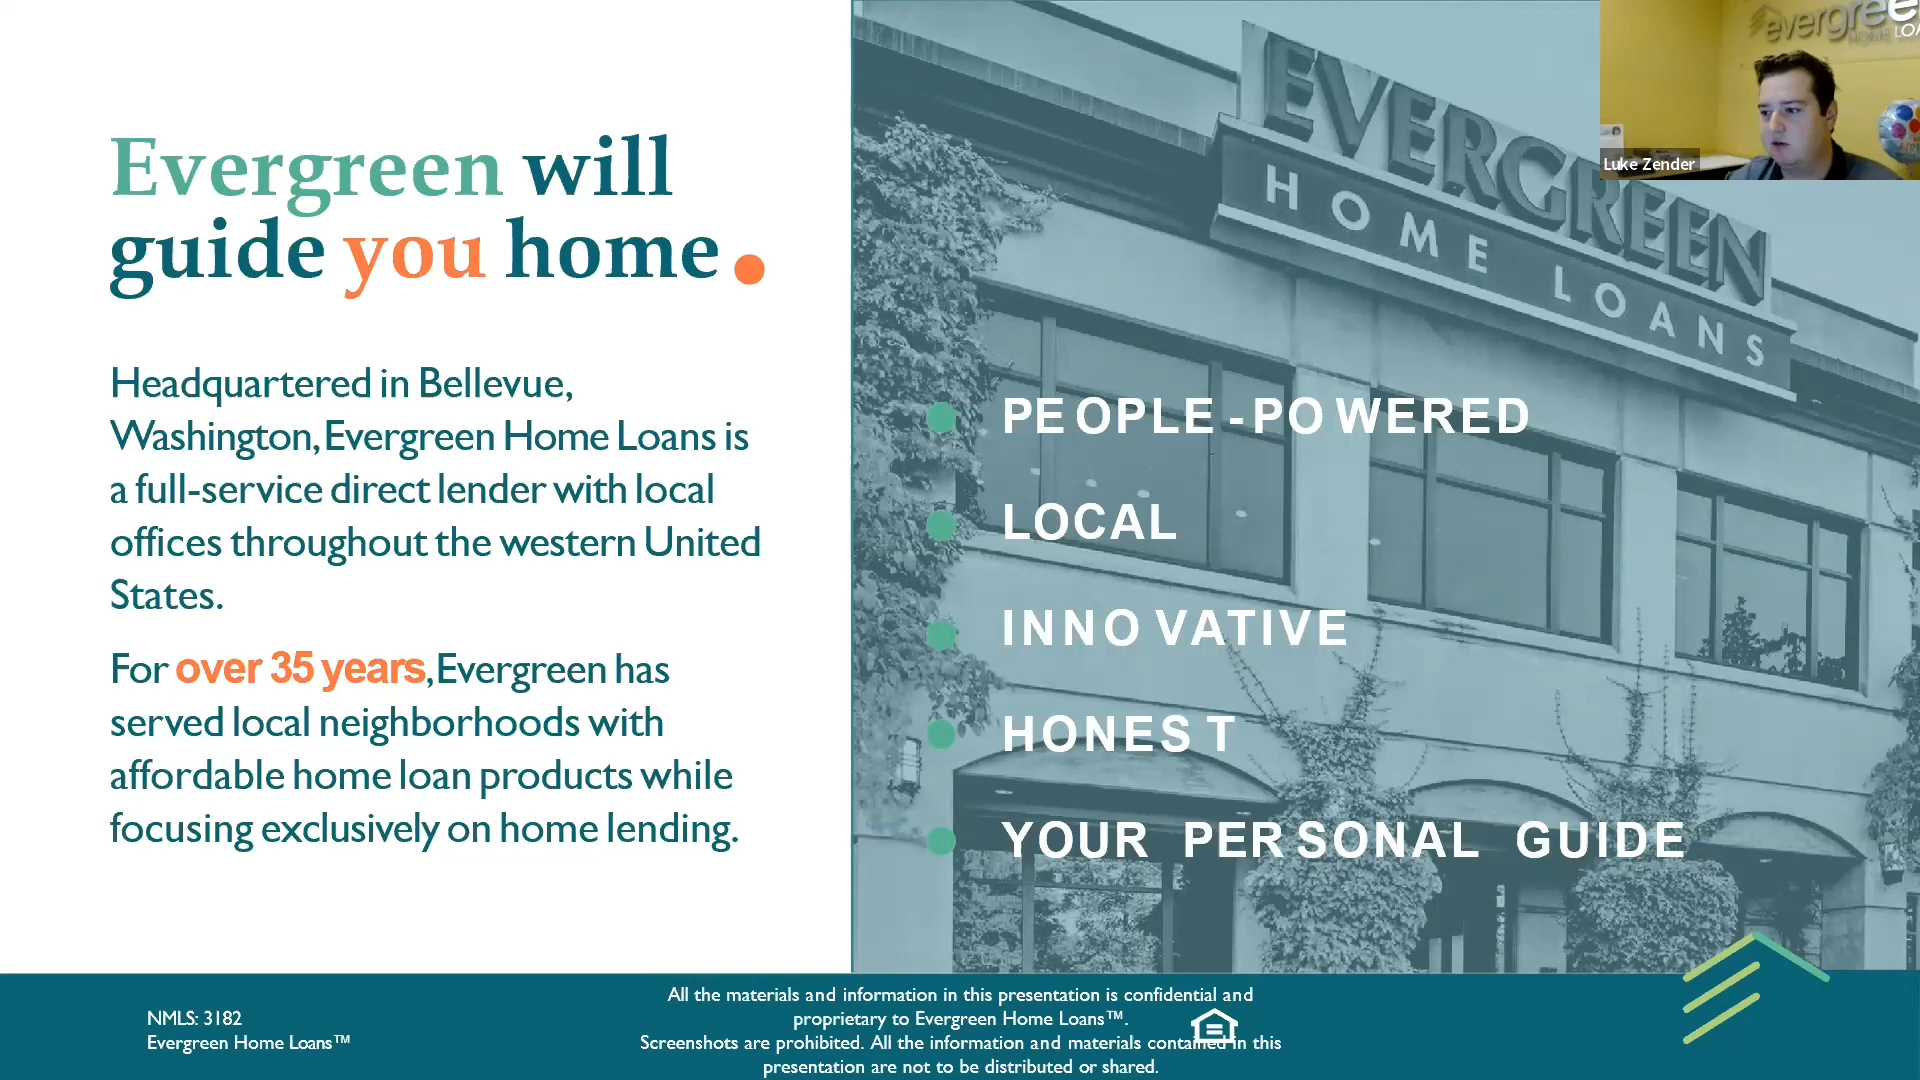 Evergreen will
guide you home.
Headquartered in Bellevue,
Washington, Evergreen Home Loans is
a full-service direct lender with local
offices throughout the western United
States.
For over 35 years, Evergreen has
served local neighborhoods with
affordable home loan products while
focusing exclusively on home lending.
evergree
HOME LOA
Luke Zender
EVERGREEN
HOME LOANS
PEOPLE-POWERED
LOCAL
INNOVATIVE
HONEST
YOUR PERSONAL GUIDE
NMLS: 3182
Evergreen Home Loans™
All the materials and information in this presentation is confidential and
proprietary to Evergreen Home Loans™.
Screenshots are prohibited. All the information and materials contained in this
presentation are not to be distributed or shared.